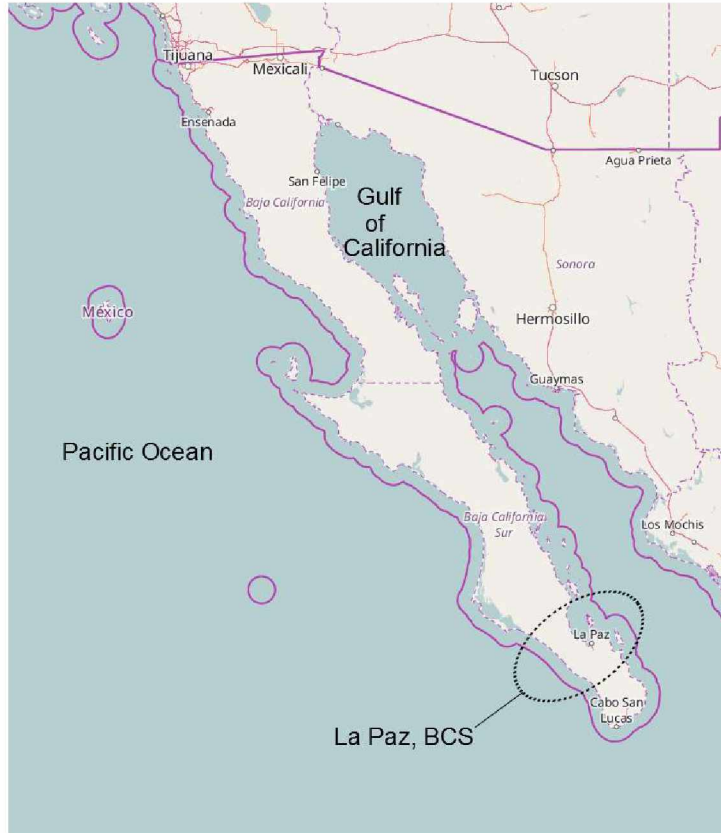 Tijuana
Mexicali
Tucson
Ensenada
Agua Prieta
San Felipe
Baja California
Gulf
of
California
Sonora
México
Hermosillo
Guaymas
Pacific Ocean
Baja California
Sur
Los Mochis
La Paz
Cabo San
Lucas
La Paz, BCS